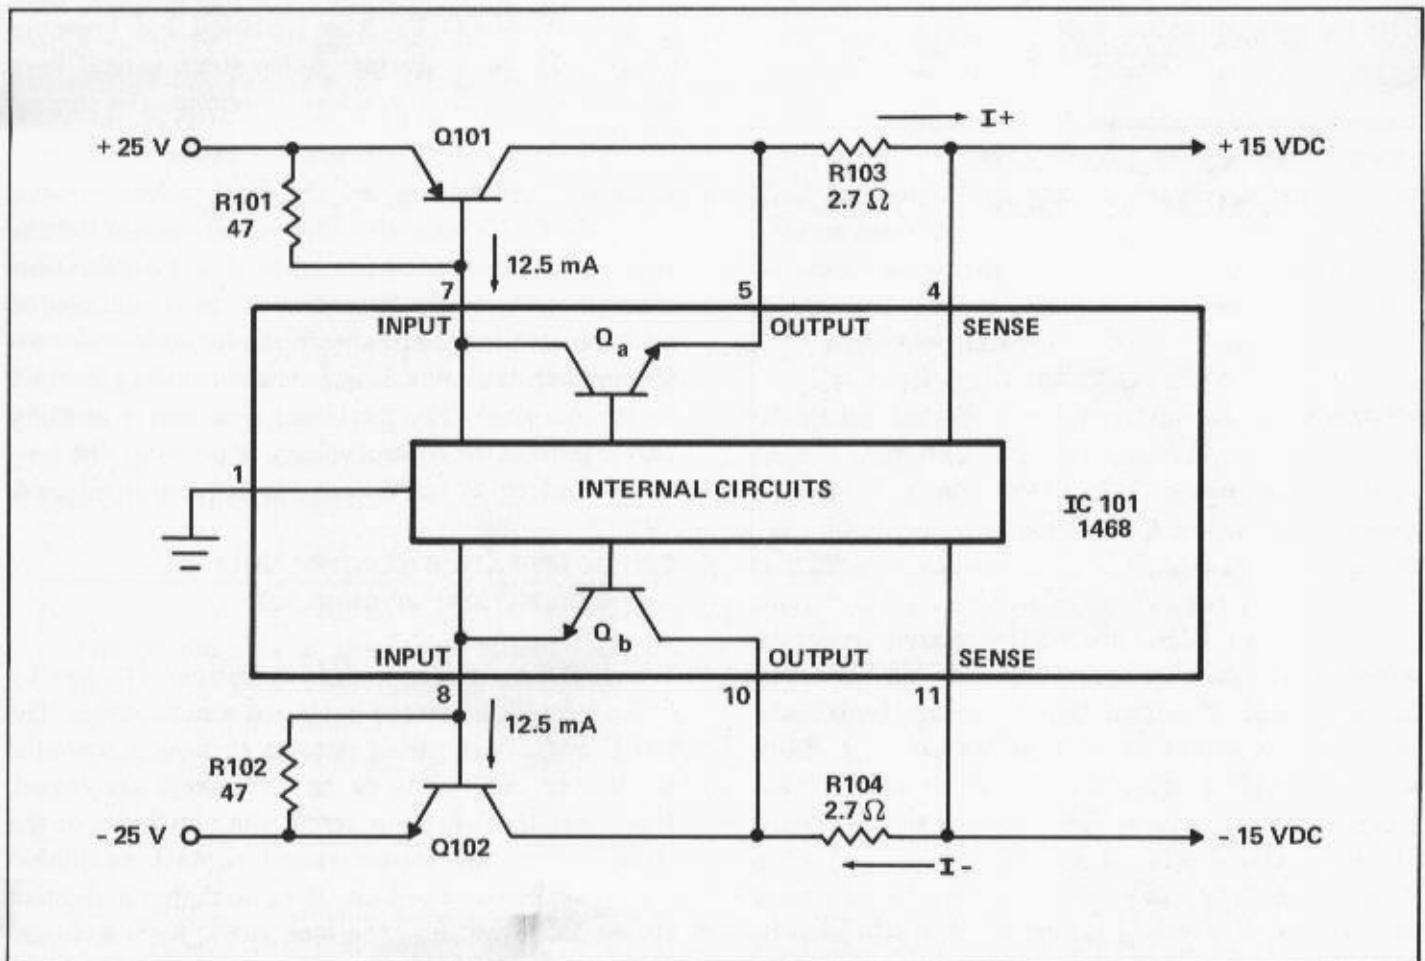 + 25 V
Q101
I+
+ 15 VDC
R101
47
R103
2.7 Ω
12.5 mA
7
5
4
INPUT
Qa
OUTPUT
SENSE
1
INTERNAL CIRCUITS
IC 101
1468
Qb
INPUT
OUTPUT
SENSE
8
10
11
12.5 mA
R102
47
R104
2.7 Ω
- 25 V
Q102
- 15 VDC
I-